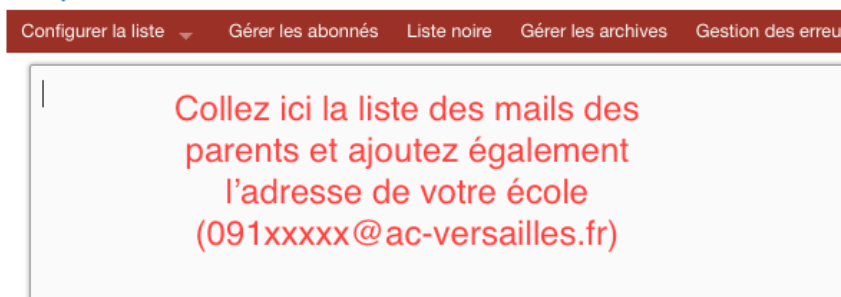 Configurer la liste Gérer les abonnés Liste noire Gérer les archives Gestion des erreu
Collez ici la liste des mails des
parents et ajoutez également
l'adresse de votre école
(091xxxxx@ac-versailles.fr)